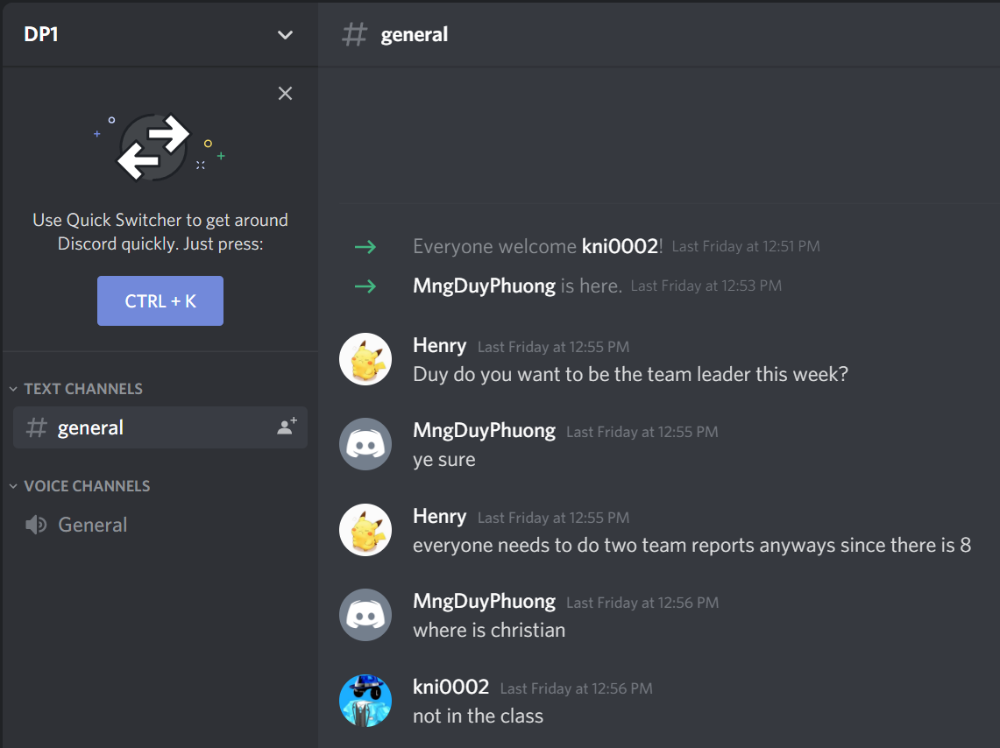 DP1
Use Quick Switcher to get around
Discord quickly. Just press:
CTRL + K
TEXT CHANNELS
general
VOICE CHANNELS
General
# general
Everyone welcome kni0002! Last Friday at 12:51 PM
MngDuyPhuong is here. Last Friday at 12:53 PM
Henry Last Friday at 12:55 PM
Duy do you want to be the team leader this week?
MngDuyPhuong Last Friday at 12:55 PM
ye sure
Henry Last Friday at 12:55 PM
everyone needs to do two team reports anyways since there is 8
MngDuyPhuong Last Friday at 12:56 PM
where is christian
kni0002 Last Friday at 12:56 PM
not in the class